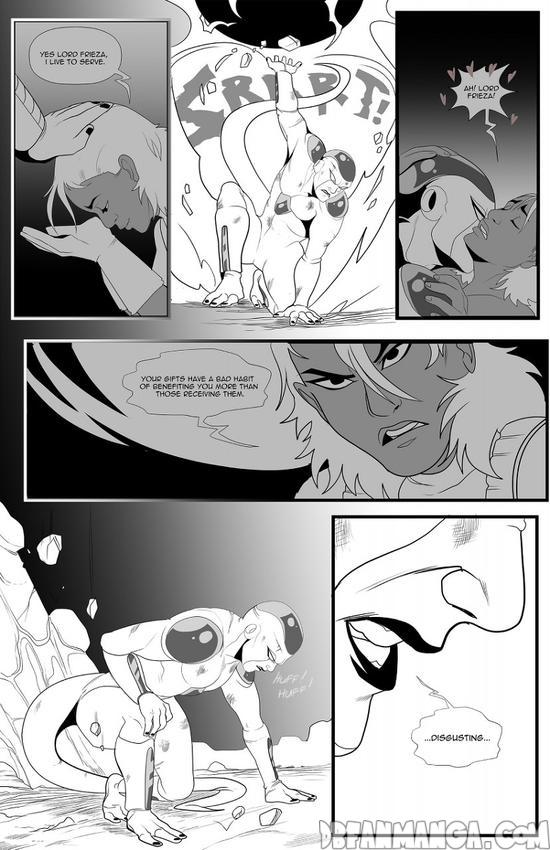 YES LORD FRIEZA,
I LIVE TO SERVE.
AH! LORD
FRIEZA!
YOUR GIFTS HAVE A BAD HABIT
OF BENEFITING YOU MORE THAN
THOSE RECEIVING THEM.
HUFF!
HUFF!
...DISGUSTING...
DBFANMANGA.COM